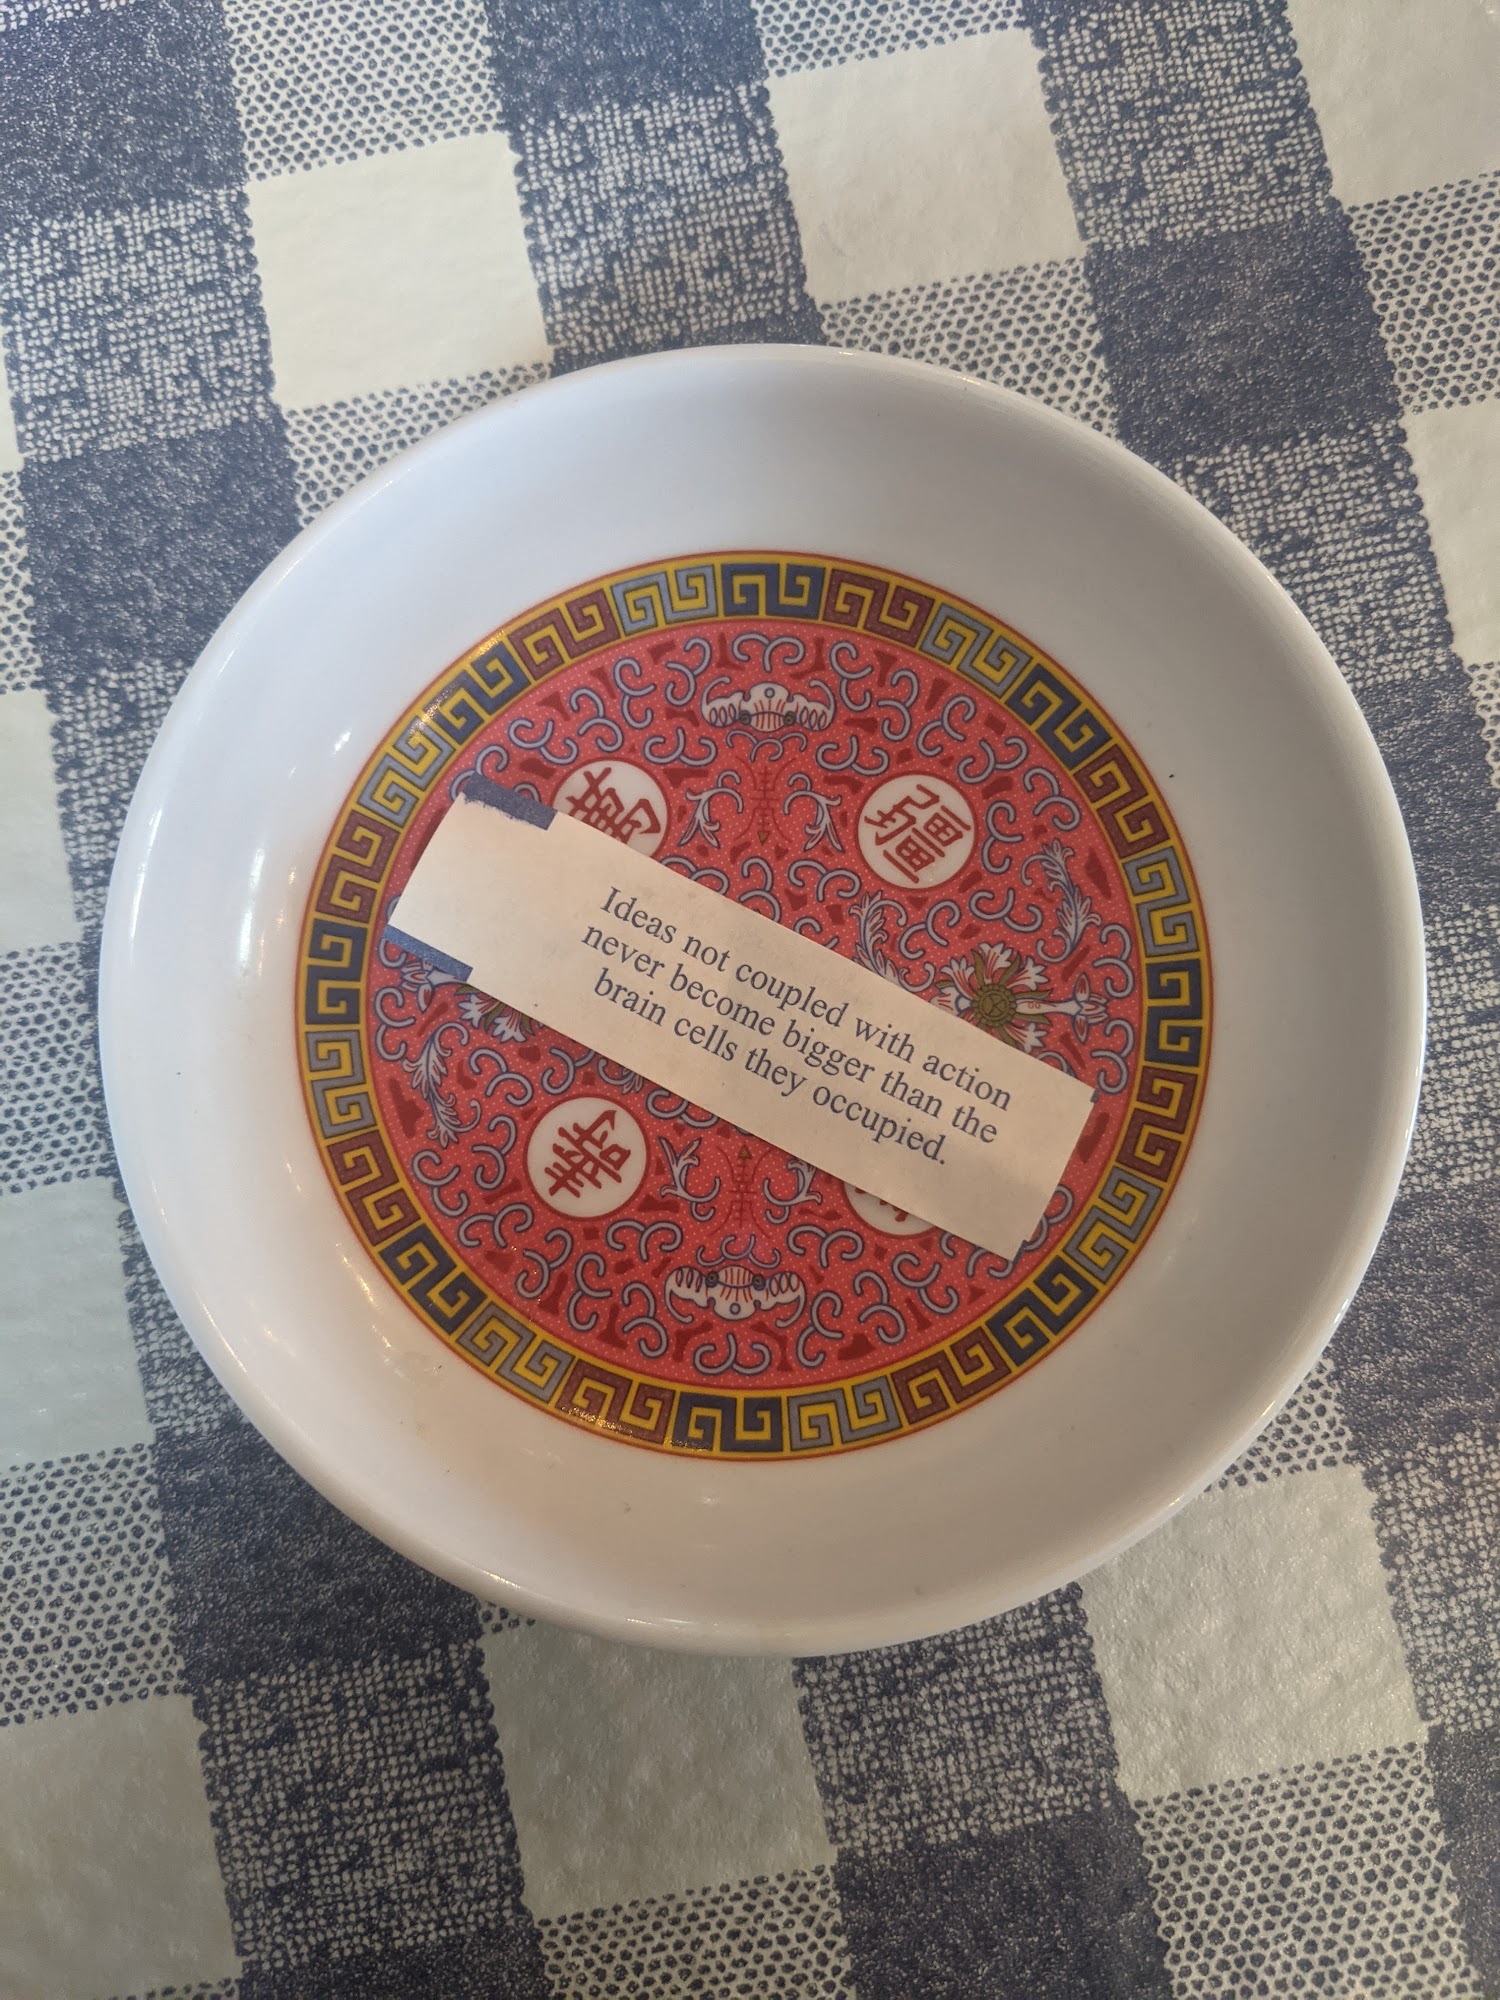 萬
疆
Ideas not coupled with action
never become bigger than the
brain cells they occupied.
壽